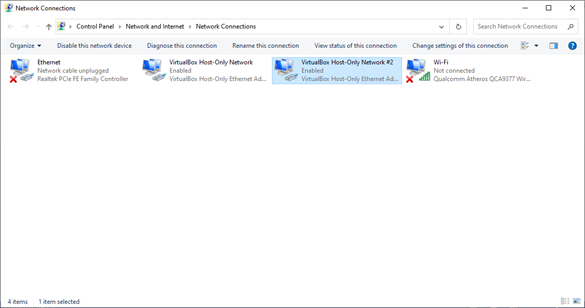 Network Connections
Control Panel > Network and Internet > Network Connections
Search Network Connections
Organize
Disable this network device
Diagnose this connection
Rename this connection
View status of this connection
Change settings of this connection
Ethernet
Network cable unplugged
Realtek PCIe FE Family Controller
VirtualBox Host-Only Network
Enabled
VirtualBox Host-Only Ethernet Ad...
VirtualBox Host-Only Network #2
Enabled
VirtualBox Host-Only Ethernet Ad...
Wi-Fi
Not connected
Qualcomm Atheros QCA9377 Wir...
4 items
1 item selected